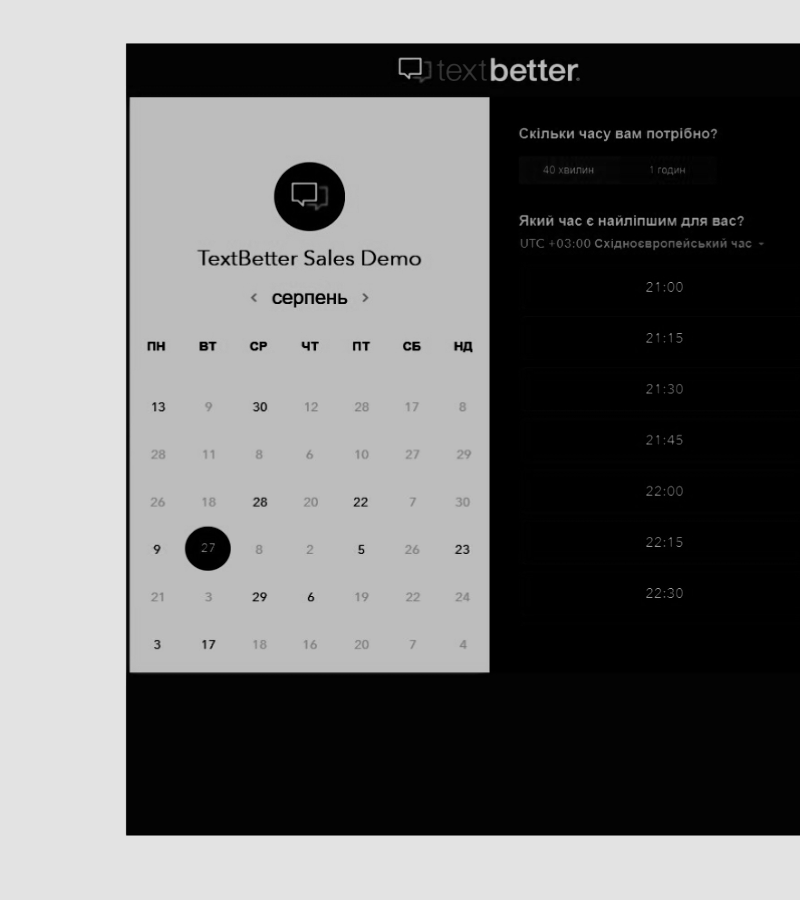 textbetter.
TextBetter Sales Demo
< серпень >
ПН ВТ СР ЧТ ПТ СБ НД
13 9 30 12 28 17 8
28 11 8 6 10 27 29
26 18 28 20 22 7 30
9 27 8 2 5 26 23
21 3 29 6 19 22 24
3 17 18 16 20 7 4
Скільки часу вам потрібно?
40 хвилин 1 годин
Який час є найліпшим для вас?
UTC +03:00 Східноєвропейський час
21:00
21:15
21:30
21:45
22:00
22:15
22:30